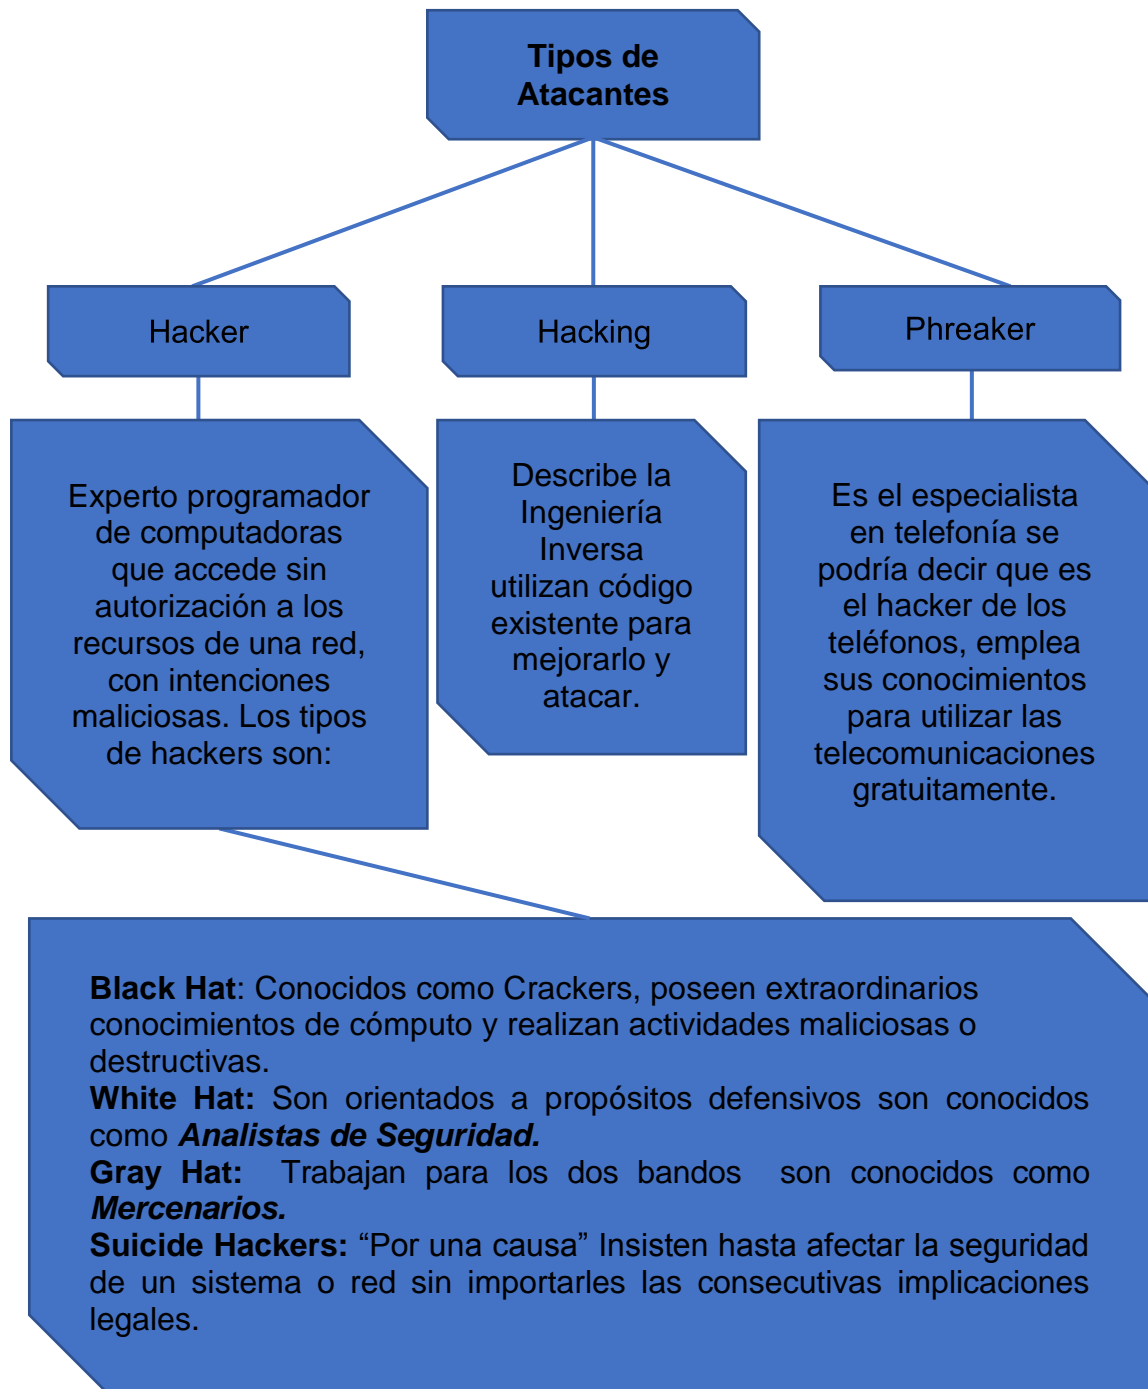 Tipos de
Atacantes
Hacker
Hacking
Phreaker
Experto programador
de computadoras
que accede sin
autorización a los
recursos de una red,
con intenciones
maliciosas. Los tipos
de hackers son:
Describe la
Ingeniería
Inversa
utilizan código
existente para
mejorarlo y
atacar.
Es el especialista
en telefonía se
podría decir que es
el hacker de los
teléfonos, emplea
sus conocimientos
para utilizar las
telecomunicaciones
gratuitamente.
Black Hat: Conocidos como Crackers, poseen extraordinarios
conocimientos de cómputo y realizan actividades maliciosas o
destructivas.
White Hat: Son orientados a propósitos defensivos son conocidos
como Analistas de Seguridad.
Gray Hat: Trabajan para los dos bandos son conocidos como
Mercenarios.
Suicide Hackers: “Por una causa” Insisten hasta afectar la seguridad
de un sistema o red sin importarles las consecutivas implicaciones
legales.